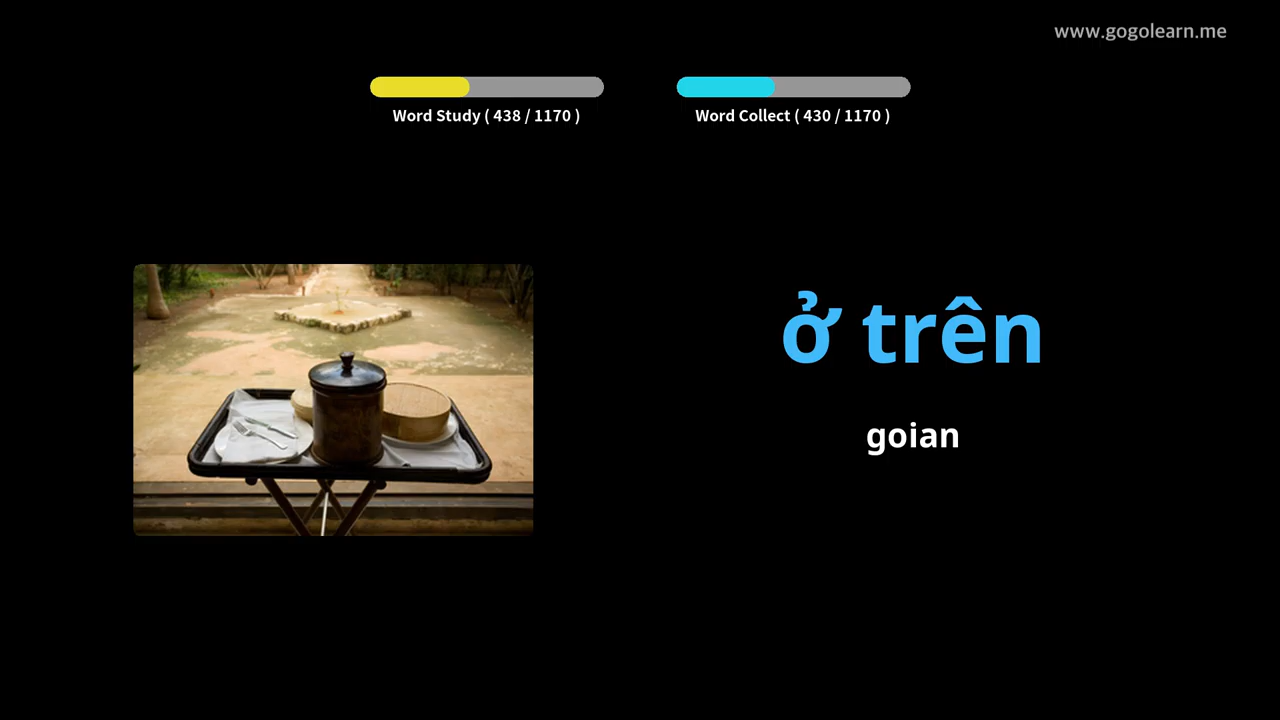 www.gogolearn.me
Word Study ( 438 / 1170 )
Word Collect ( 430 / 1170 )
ở trên
goian